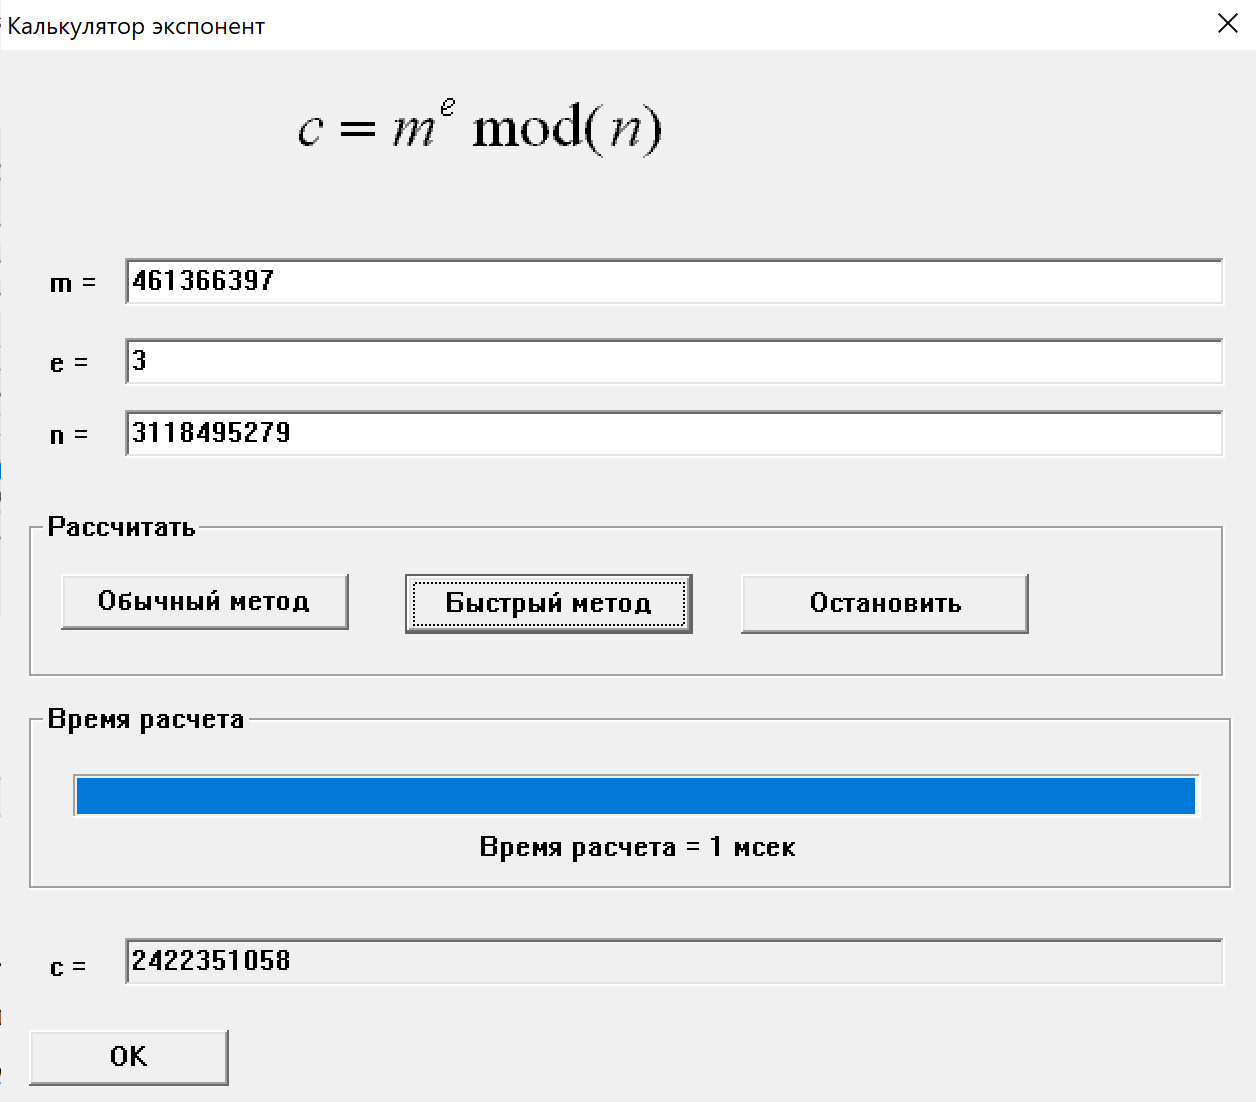 Калькулятор экспонент
c = m^e mod(n)
m = 461366397
e = 3
n = 3118495279
Рассчитать
Обычный метод Быстрый метод Остановить
Время расчета
Время расчета = 1 мсек
c = 2422351058
OK